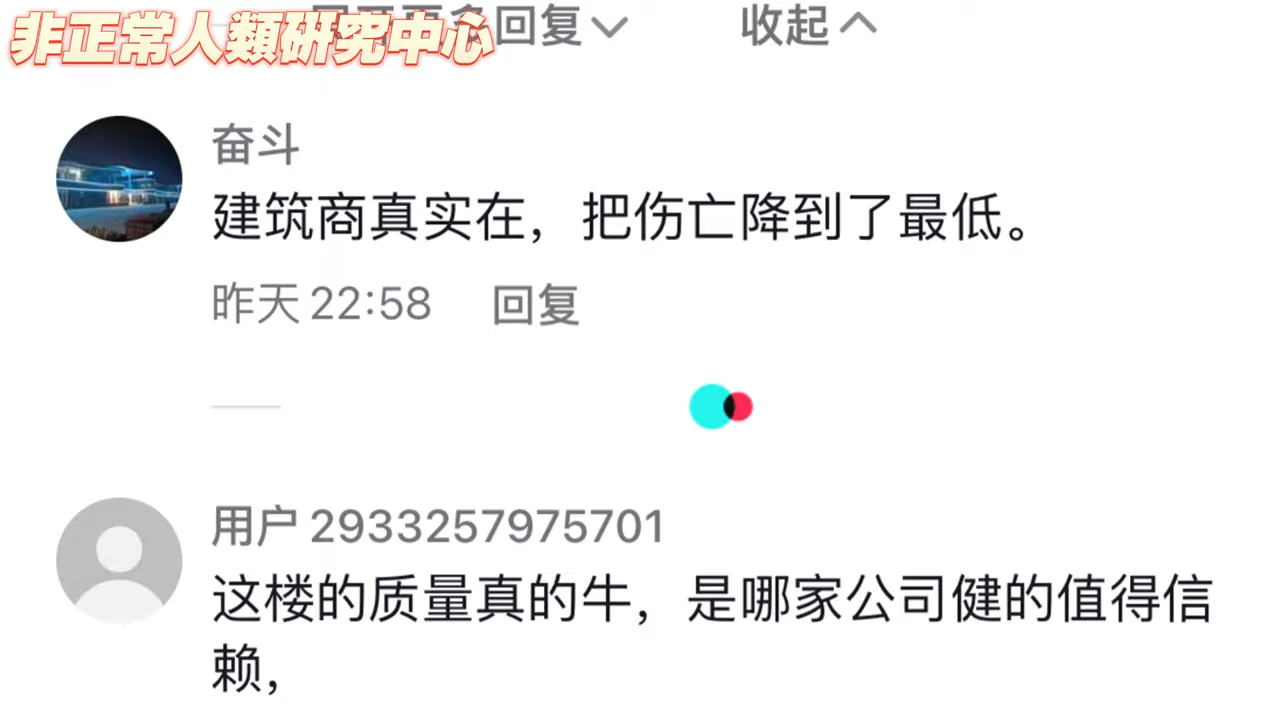 非正常人類研究中心
回复
收起
奋斗
建筑商真实在，把伤亡降到了最低。
昨天 22:58 回复
用户 2933257975701
这楼的质量真的牛，是哪家公司健的值得信
赖，